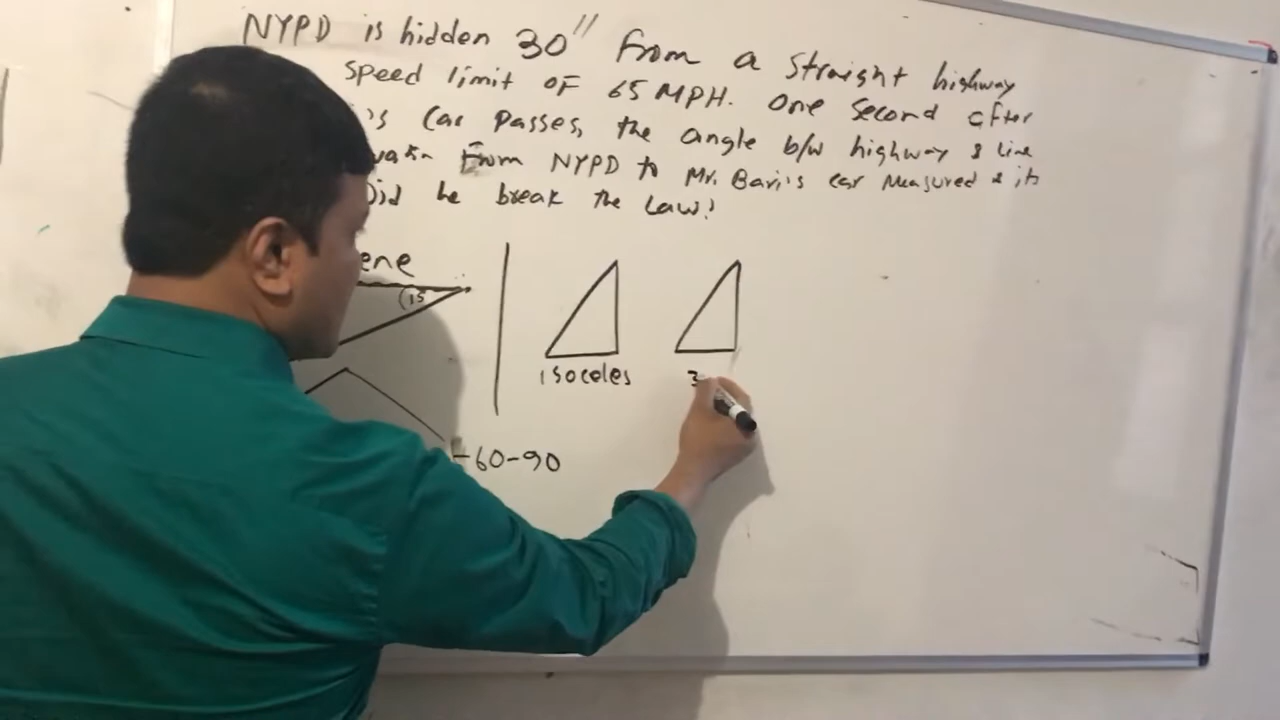 NYPD is hidden 30" from a straight highway
speed limit of 65 MPH. One second after
's car passes, the angle b/w highway & line
from NYPD to Mr. Bari's car measured & its
Did he break the law?
ene
(15
isoceles
3
-60-90